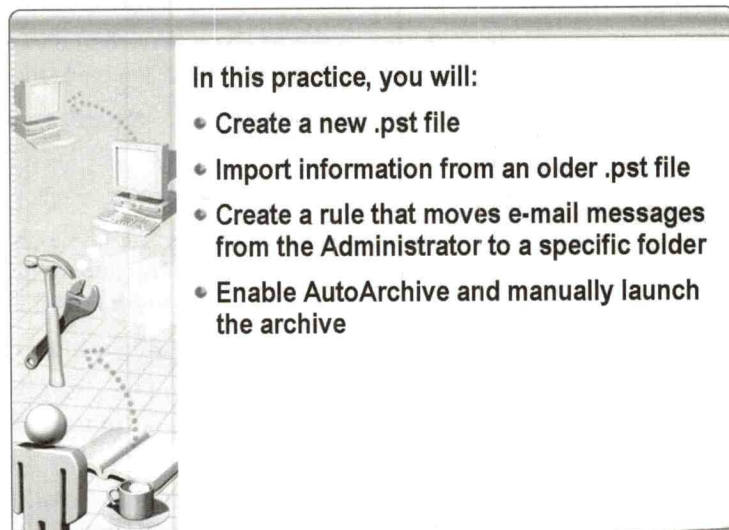 In this practice, you will:
Create a new .pst file
Import information from an older .pst file
Create a rule that moves e-mail messages
from the Administrator to a specific folder
Enable AutoArchive and manually launch
the archive